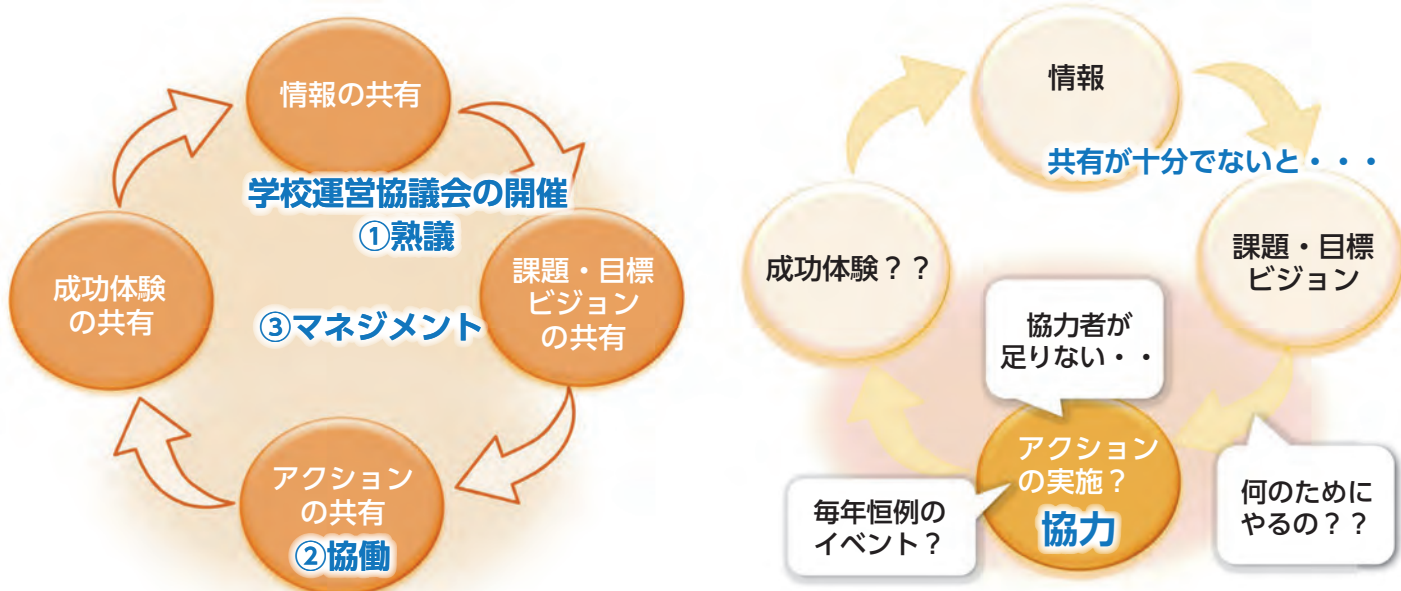 情報の共有
学校運営協議会の開催
①熟議
課題・目標
ビジョン
の共有
③マネジメント
成功体験
の共有
アクション
の共有
②協働
情報
共有が十分でないと・・・
課題・目標
ビジョン
成功体験？？
協力者が
足りない・・
アクション
の実施？
協力
毎年恒例の
イベント？
何のために
やるの？？